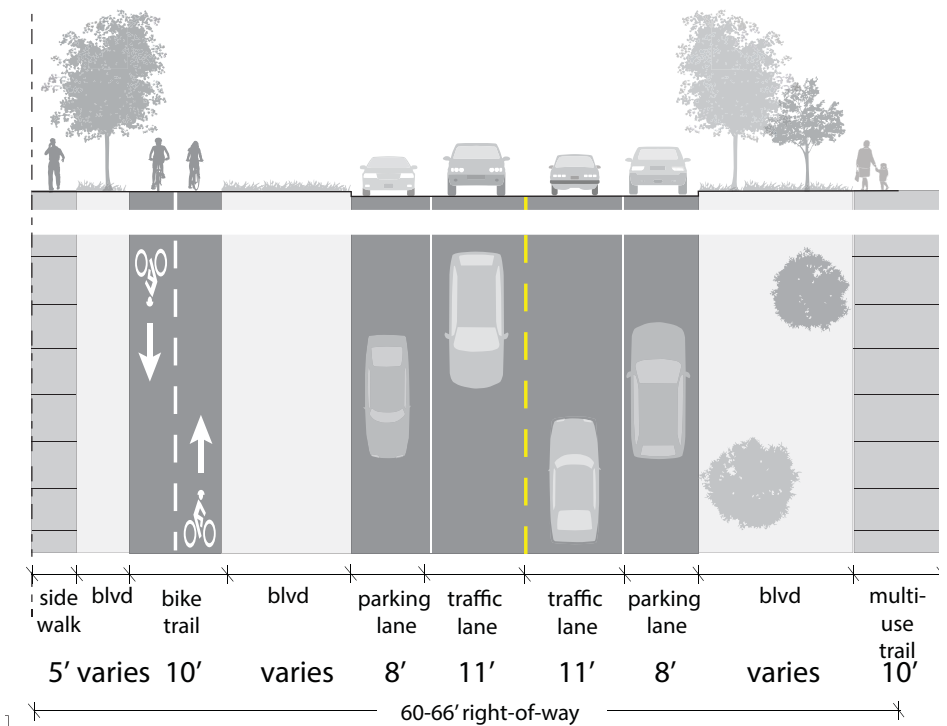 side
walk
blvd
bike
trail
blvd
parking
lane
traffic
lane
traffic
lane
parking
lane
blvd
multi-
use
trail
5’ varies 10’ varies 8’ 11’ 11’ 8’ varies 10’
60-66’ right-of-way